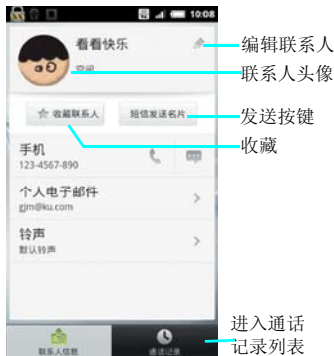 10:08
看看快乐
空间
编辑联系人
联系人头像
收藏联系人
短信发送名片
发送按键
收藏
手机
123-4567-890
个人电子邮件
gjm@ku.com
铃声
默认铃声
进入通话
记录列表
联系人信息
通话记录